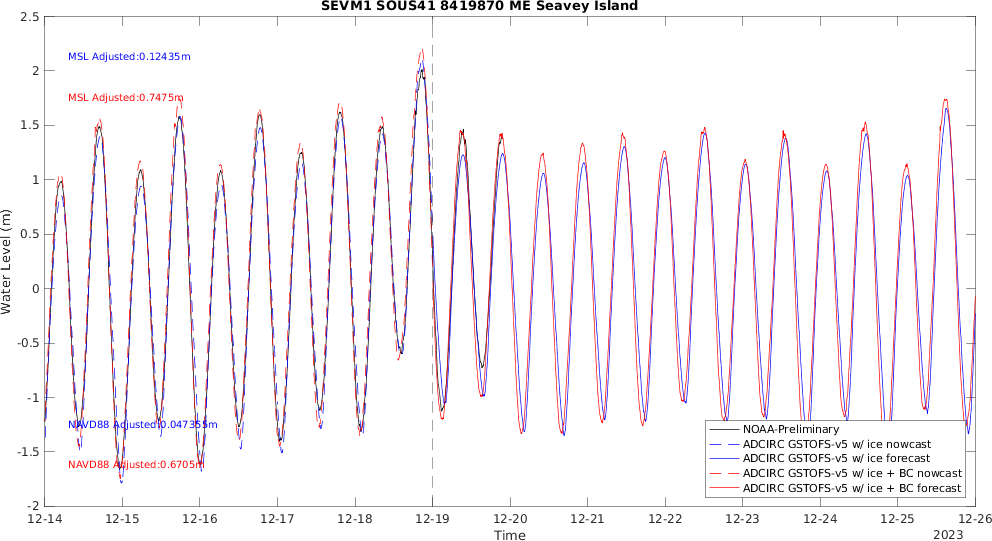 SEVM1 SOUS41 8419870 ME Seavey Island
2.5
2
1.5
1
0.5
0
-0.5
-1
-1.5
-2
Water Level (m)
MSL Adjusted:0.12435m
MSL Adjusted:0.7475m
NAVD88 Adjusted:0.047355m
NAVD88 Adjusted:0.6705m
NOAA-Preliminary
ADCIRC GSTOFS-v5 w/ ice nowcast
ADCIRC GSTOFS-v5 w/ ice forecast
ADCIRC GSTOFS-v5 w/ ice + BC nowcast
ADCIRC GSTOFS-v5 w/ ice + BC forecast
12-14 12-15 12-16 12-17 12-18 12-19 12-20 12-21 12-22 12-23 12-24 12-25 12-26
Time
2023